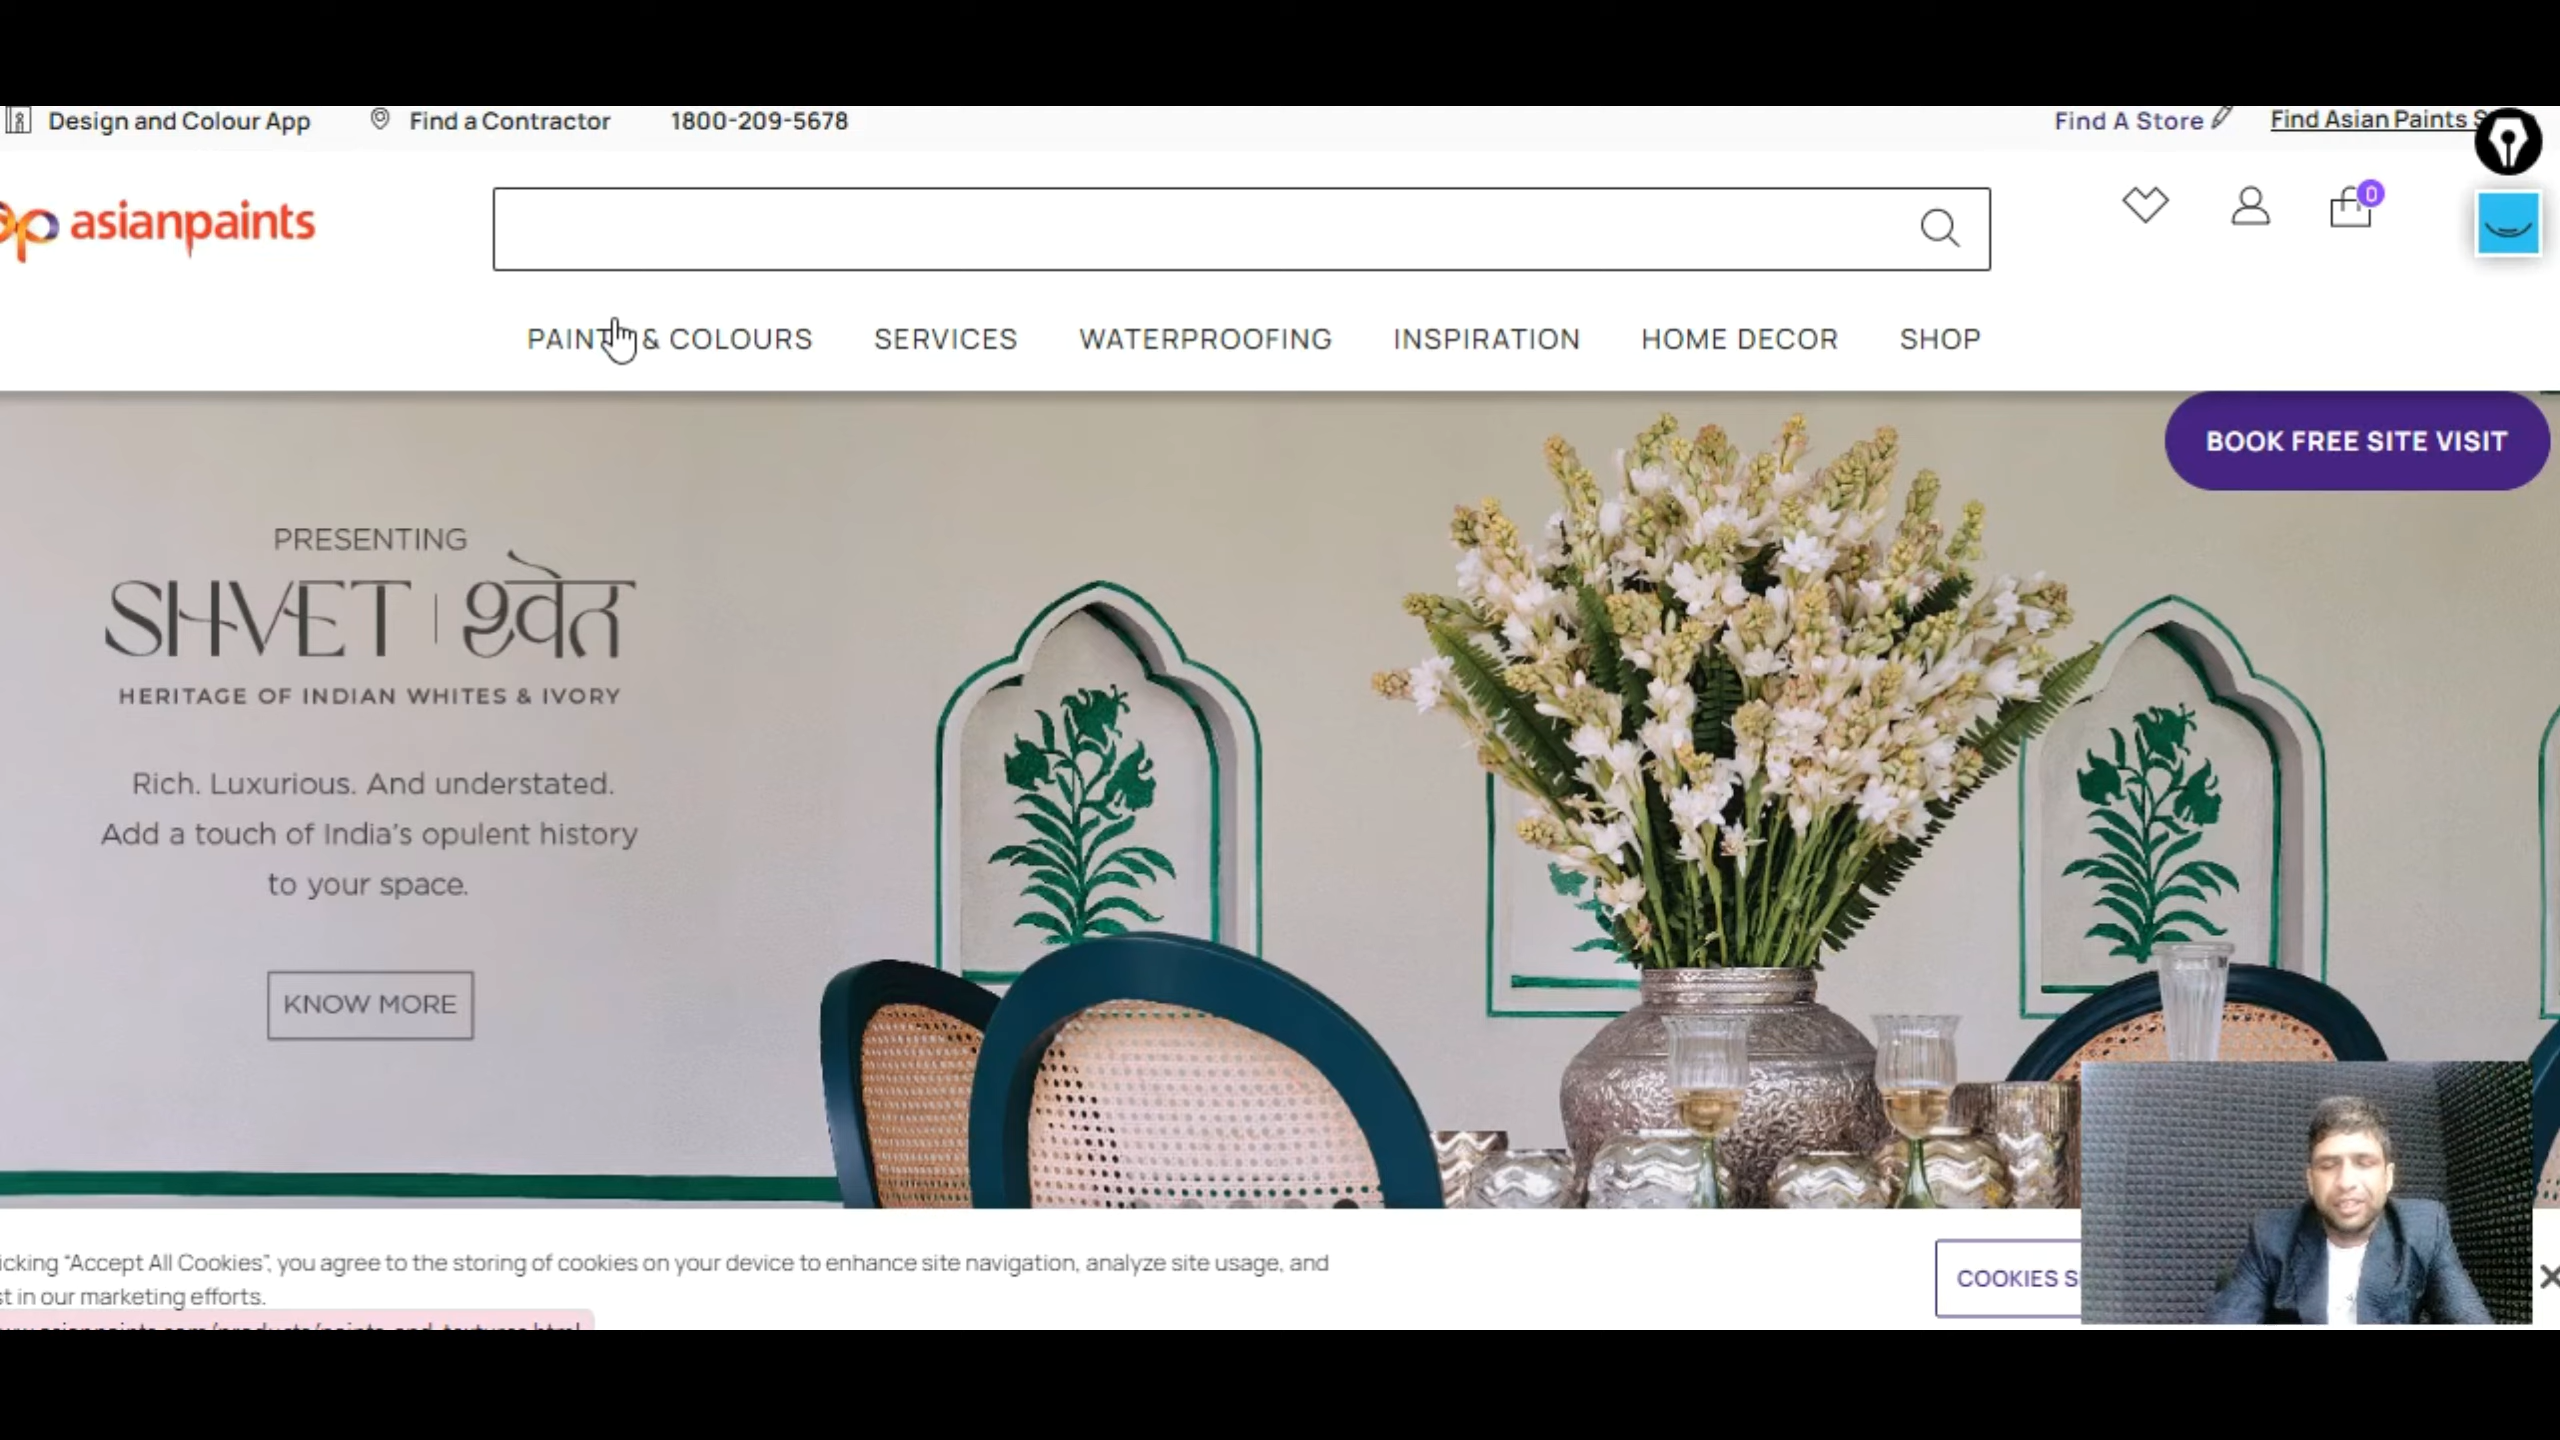 Design and Colour App Find a Contractor 1800-209-5678 Find A Store Find Asian Paints
asianpaints
0
& COLOURS SERVICES WATERPROOFING INSPIRATION HOME DECOR SHOP
BOOK FREE SITE VISIT
PRESENTING
SHVET | श्वेत
HERITAGE OF INDIAN WHITES & IVORY
Rich. Luxurious. And understated.
Add a touch of India's opulent history
to your space.
KNOW MORE
"Accept All Cookies", you agree to the storing of cookies on your device to enhance site navigation, analyze site usage, and
in our marketing efforts.
COOKIES